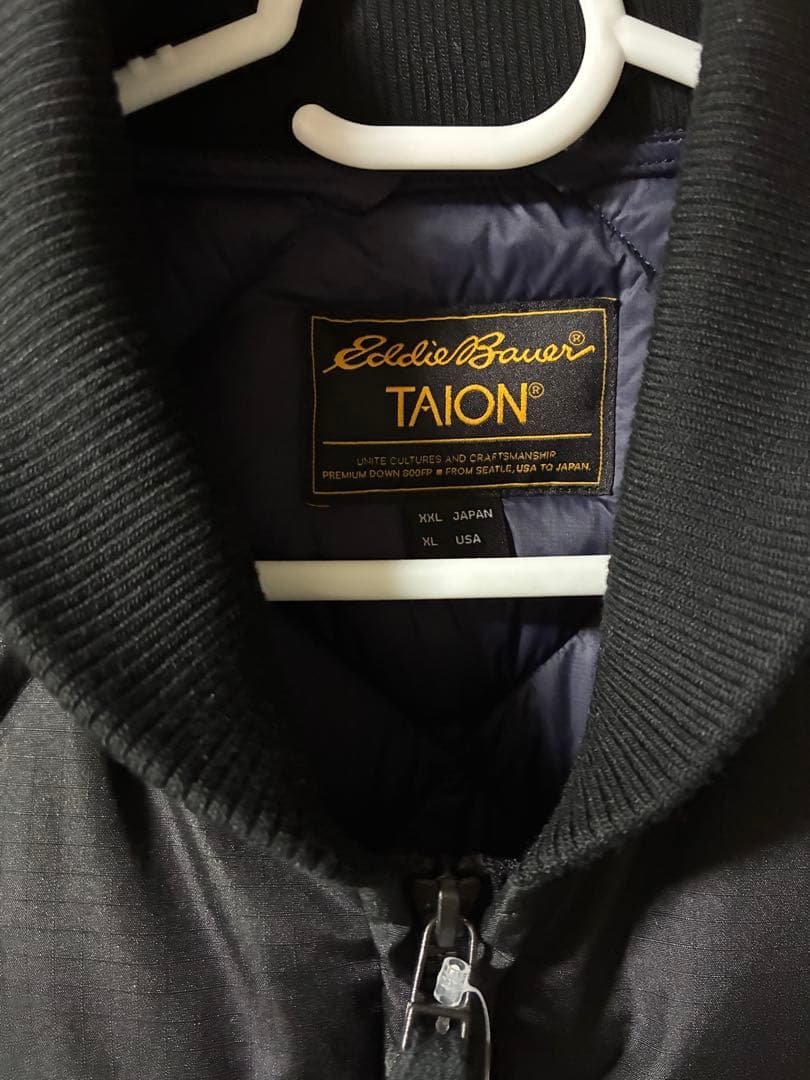 Eddie Bauer®
TAION®
UNITE CULTURES AND CRAFTSMANSHIP.
PREMIUM DOWN 800FP ■ FROM SEATLE, USA TO JAPAN.
XXL JAPAN
XL USA